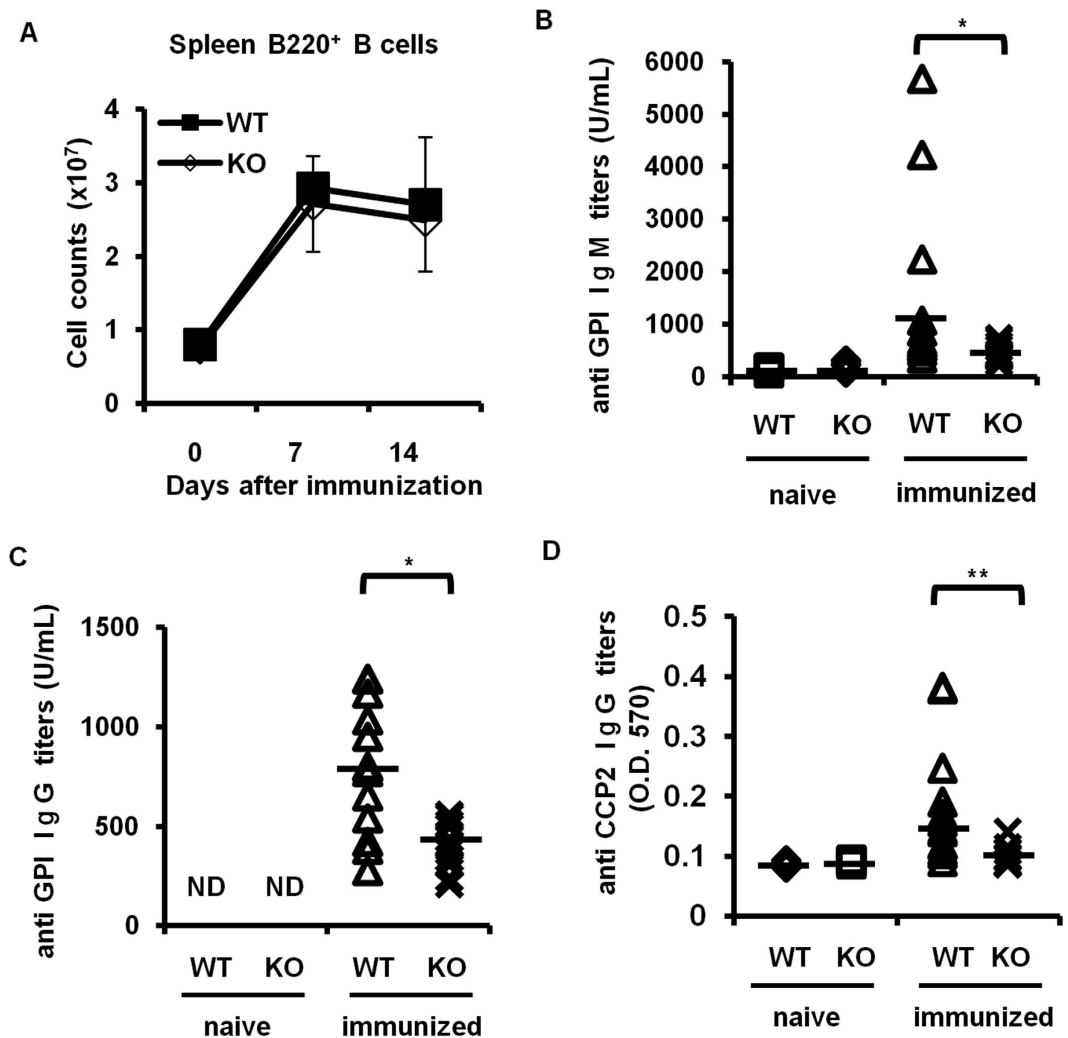 A
Spleen B220⁺ B cells
WT
KO
4
3
2
1
0
Cell counts (x10⁷)
0 7 14
Days after immunization
B
*
6000
5000
4000
3000
2000
1000
0
anti GPI IgM titers (U/mL)
WT KO WT KO
naive immunized
C
*
1500
1000
500
0
anti GPI IgG titers (U/mL)
ND ND
WT KO WT KO
naive immunized
D
**
0.5
0.4
0.3
0.2
0.1
0
anti CCP2 IgG titers
(O.D. 570)
WT KO WT KO
naive immunized